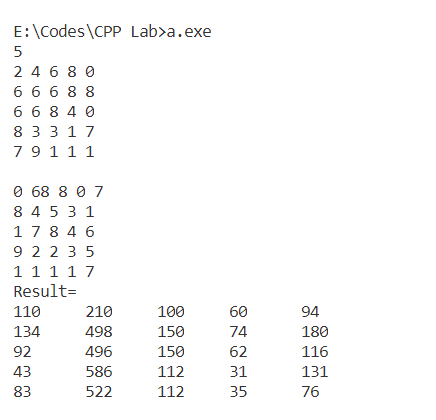 E:\Codes\CPP Lab>a.exe
5
2 4 6 8 0
6 6 6 8 8
6 6 8 4 0
8 3 3 1 7
7 9 1 1 1
0 68 8 0 7
8 4 5 3 1
1 7 8 4 6
9 2 2 3 5
1 1 1 1 7
Result=
110 210 100 60 94
134 498 150 74 180
92 496 150 62 116
43 586 112 31 131
83 522 112 35 76